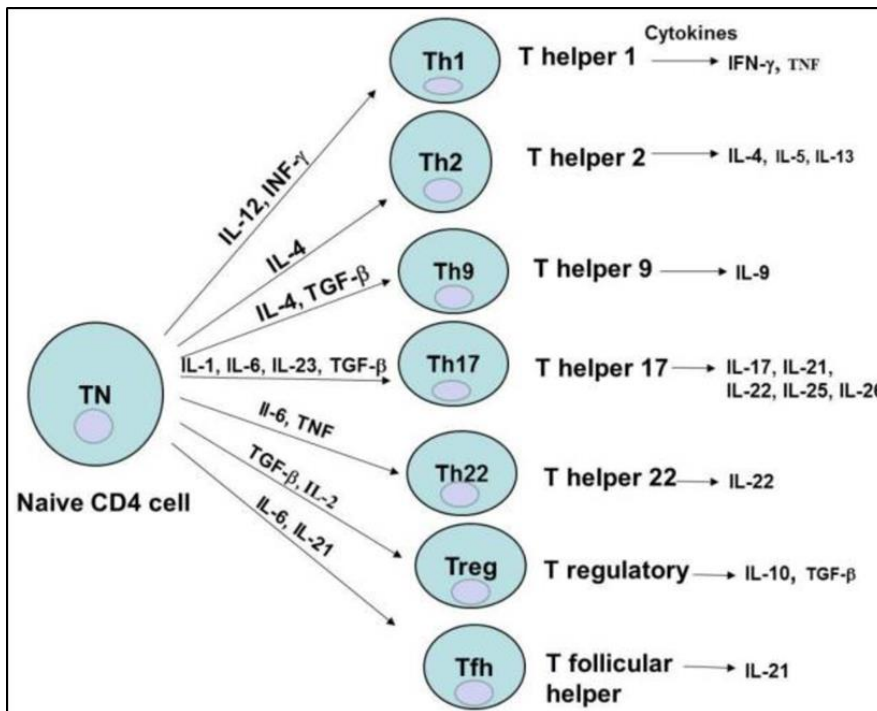 Cytokines
Th1 T helper 1 IFN-γ, TNF
IL-12, INF-γ
Th2 T helper 2 IL-4, IL-5, IL-13
IL-4
Th9 T helper 9 IL-9
IL-4, TGF-β
Th17 T helper 17 IL-17, IL-21,
IL-22, IL-25, IL-26
IL-1, IL-6, IL-23, TGF-β
TN
Naive CD4 cell
Il-6, TNF
Th22 T helper 22 IL-22
TGF-β, IL-2
Treg T regulatory IL-10, TGF-β
IL-6, IL-21
Tfh T follicular
helper
IL-21